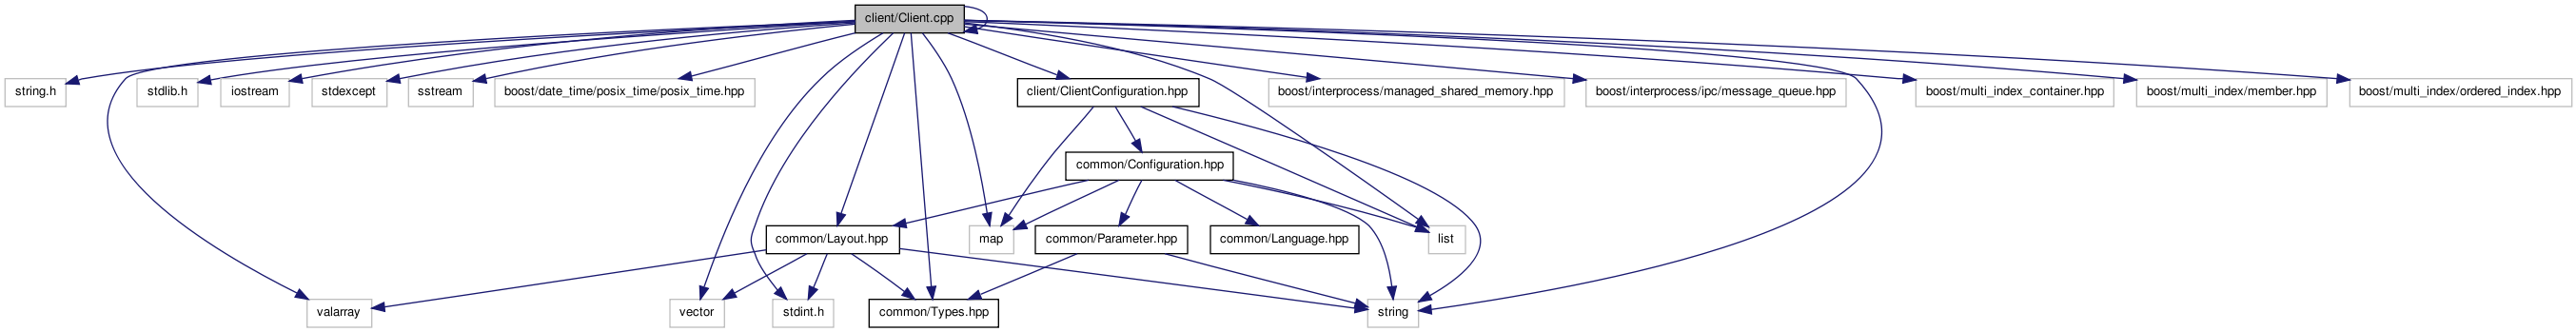 client/Client.cpp
string.h
stdlib.h
iostream
stdexcept
sstream
boost/date_time/posix_time/posix_time.hpp
client/ClientConfiguration.hpp
boost/interprocess/managed_shared_memory.hpp
boost/interprocess/ipc/message_queue.hpp
boost/multi_index_container.hpp
boost/multi_index/member.hpp
boost/multi_index/ordered_index.hpp
common/Configuration.hpp
common/Layout.hpp
map
common/Parameter.hpp
common/Language.hpp
list
valarray
vector
stdint.h
common/Types.hpp
string